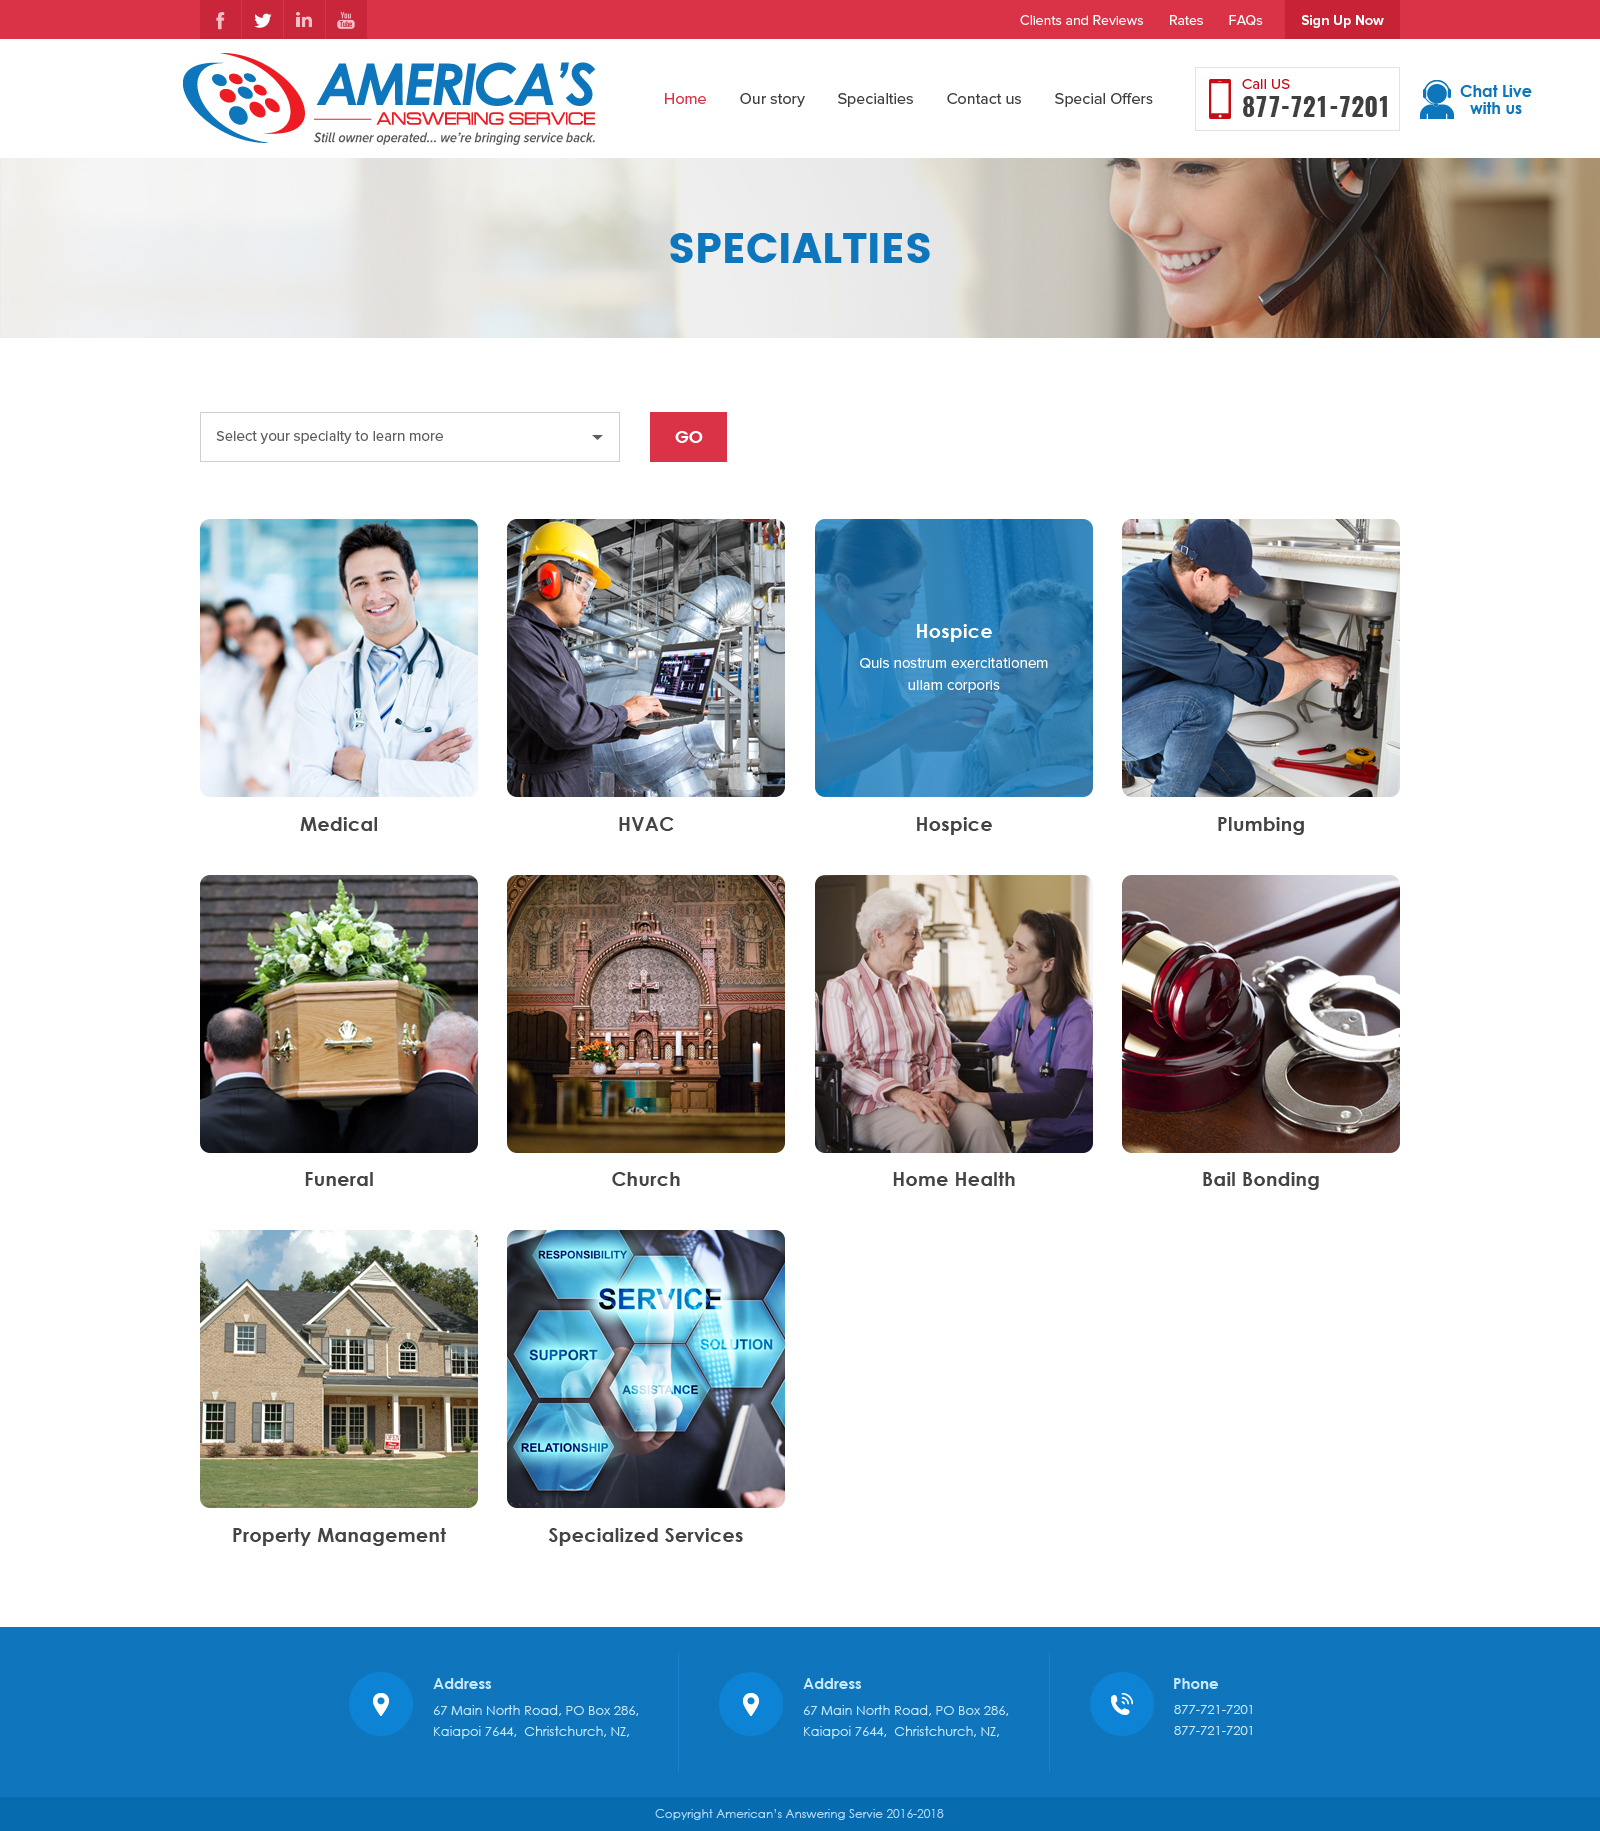 f
in
You
Tube
Clients and Reviews
Rates
FAQs
Sign Up Now
AMERICA'S
ANSWERING SERVICE
Still owner operated... we're bringing service back.
Home
Our story
Specialties
Contact us
Special Offers
Call US
877-721-7201
Chat Live
with us
SPECIALTIES
Select your specialty to learn more
GO
Hospice
Quis nostrum exercitationem
ullam corporis
Medical
HVAC
Hospice
Plumbing
Funeral
Church
Home Health
Bail Bonding
RESPONSIBILITY
SERVICE
SOLUTION
SUPPORT
ASSISTANCE
RELATIONSHIP
Property Management
Specialized Services
Address
67 Main North Road, PO Box 286,
Kaiapoi 7644,  Christchurch, NZ,
Address
67 Main North Road, PO Box 286,
Kaiapoi 7644,  Christchurch, NZ,
Phone
877-721-7201
877-721-7201
Copyright American's Answering Servie 2016-2018